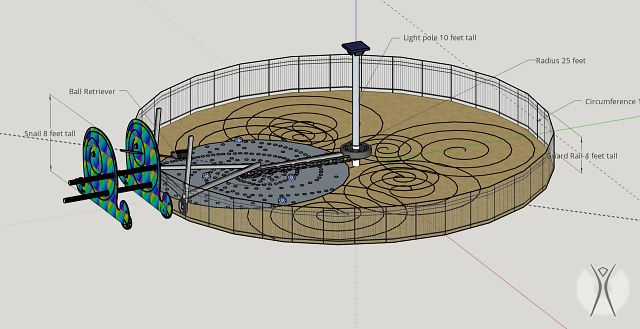 Light pole 10 feet tall
Radius 25 feet
Ball Retriever
Circumference
Snail 8 feet tall
Guard Rail 4 feet tall